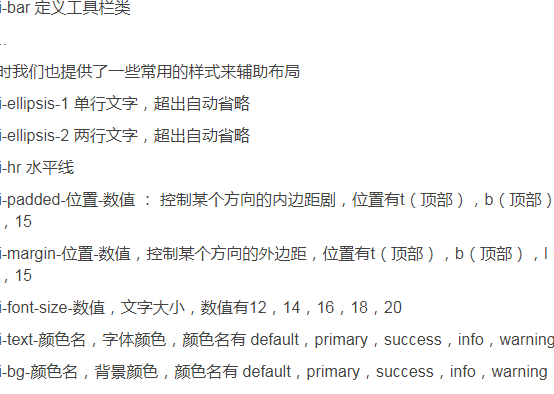 i-bar 定义工具栏类
..
时我们也提供了一些常用的样式来辅助布局
i-ellipsis-1 单行文字，超出自动省略
i-ellipsis-2 两行文字，超出自动省略
i-hr 水平线
i-padded-位置-数值 ： 控制某个方向的内边距剧，位置有t（顶部），b（顶部）
，15
i-margin-位置-数值，控制某个方向的外边距，位置有t（顶部），b（顶部），l
，15
i-font-size-数值，文字大小，数值有12，14，16，18，20
i-text-颜色名，字体颜色，颜色名有 default，primary，success，info，warning
i-bg-颜色名，背景颜色，颜色名有 default，primary，success，info，warning